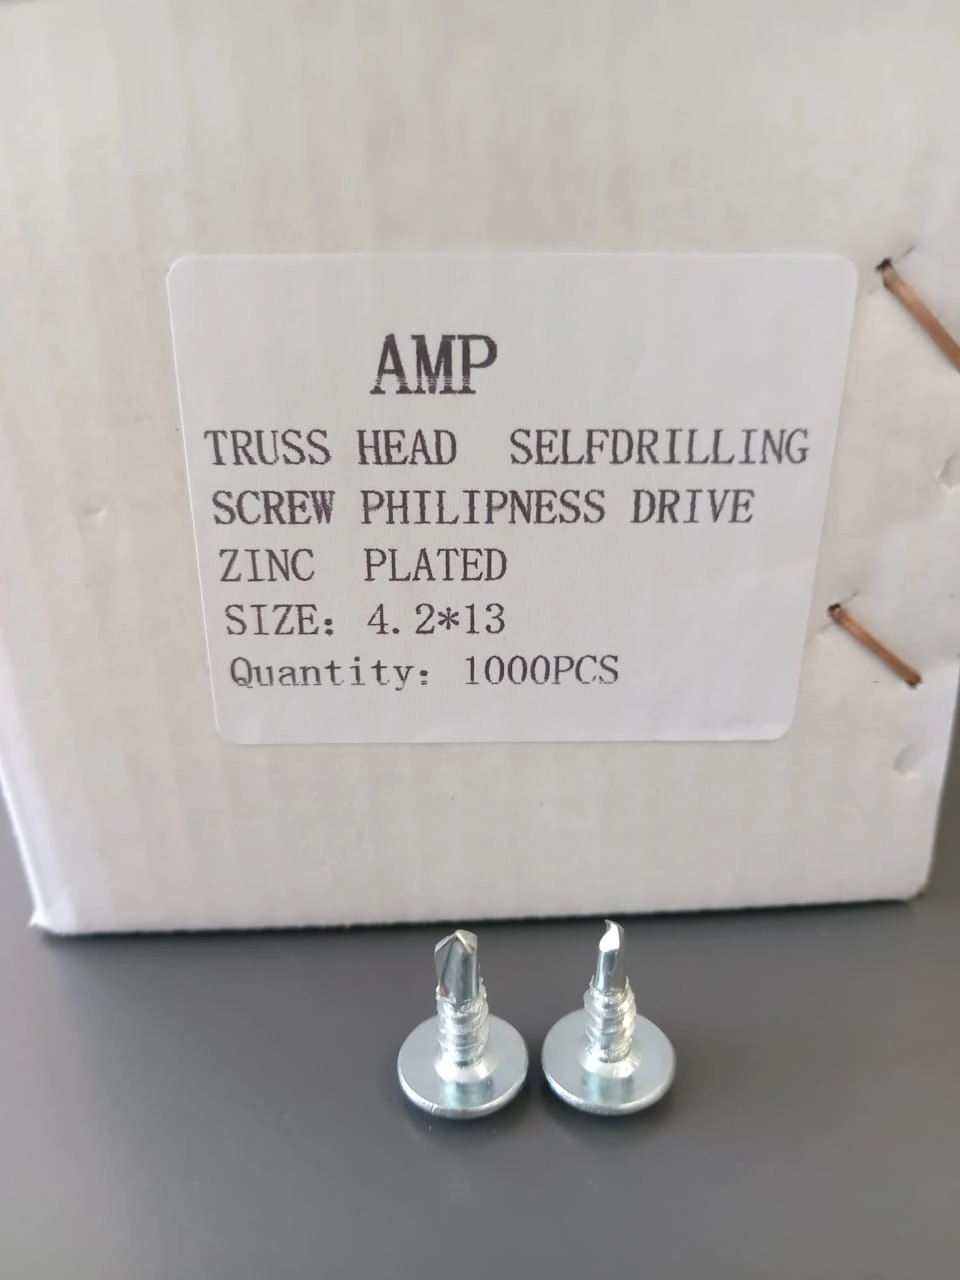 AMP
TRUSS HEAD SELFDRILLING
SCREW PHILIPNESS DRIVE
ZINC PLATED
SIZE: 4.2*13
Quantity: 1000PCS